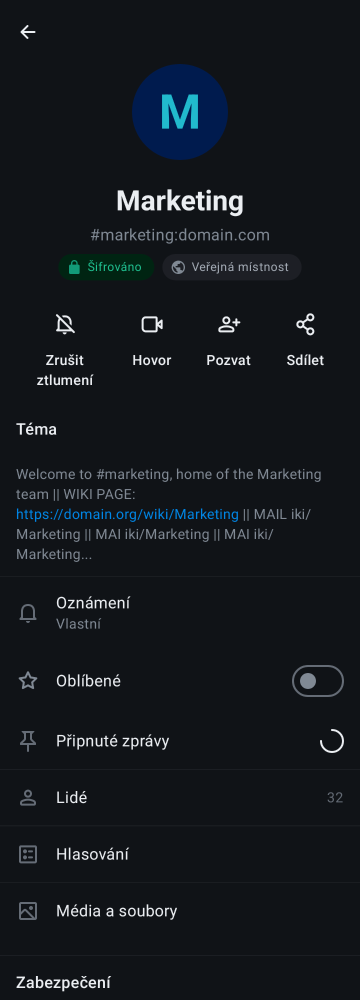 M
Marketing
#marketing:domain.com
Šifrováno
Veřejná místnost
Zrušit
ztlumení
Hovor
Pozvat
Sdílet
Téma
Welcome to #marketing, home of the Marketing
team || WIKI PAGE:
https://domain.org/wiki/Marketing || MAIL iki/
Marketing || MAI iki/Marketing || MAI iki/
Marketing...
Oznámení
Vlastní
Oblíbené
Připnuté zprávy
Lidé 32
Hlasování
Média a soubory
Zabezpečení